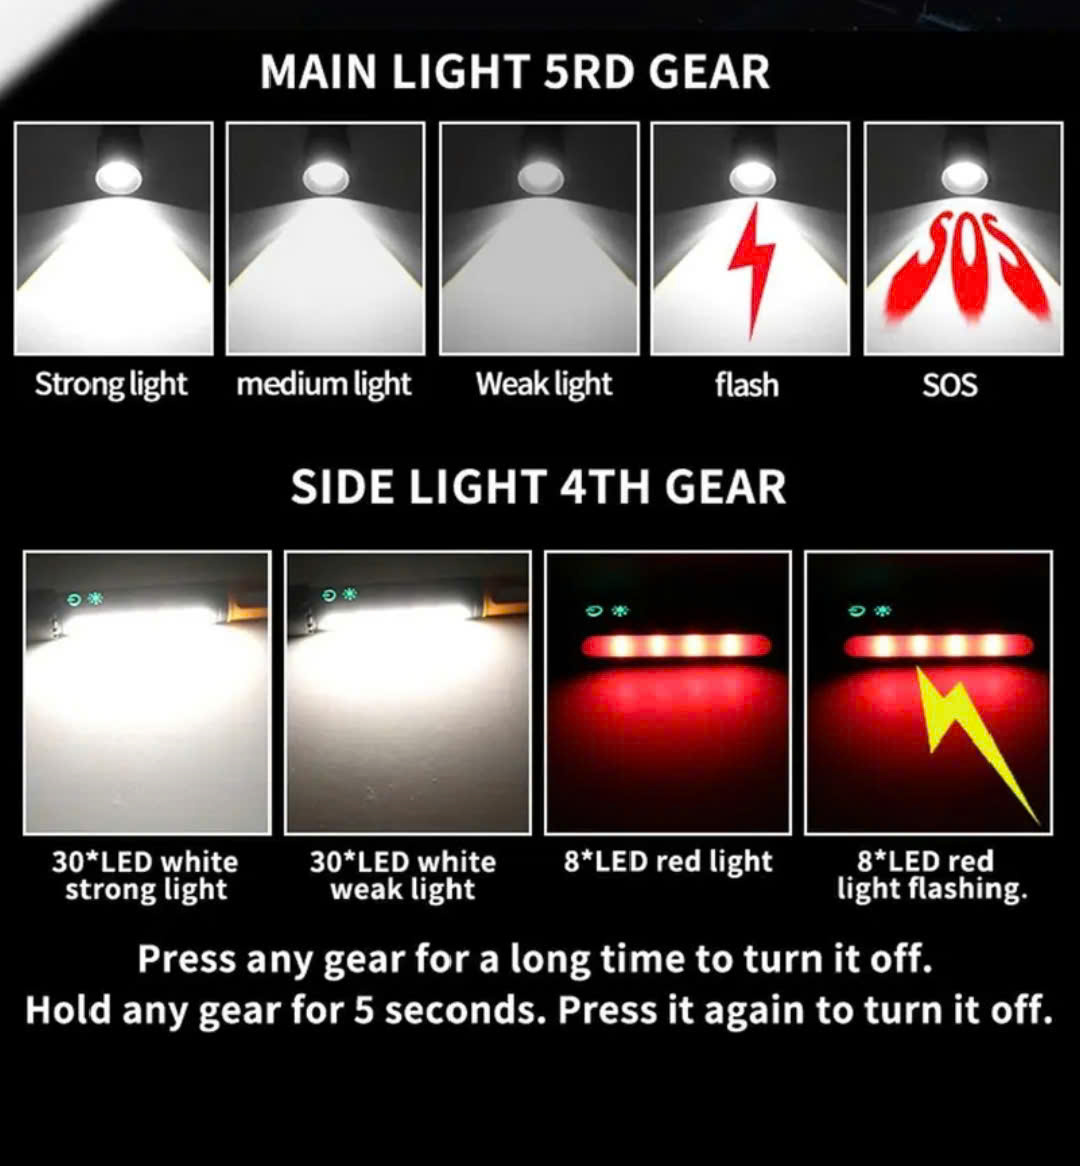 MAIN LIGHT 5RD GEAR
SOS
Strong light
medium light
Weak light
flash
SOS
SIDE LIGHT 4TH GEAR
30*LED white
strong light
30*LED white
weak light
8*LED red light
8*LED red
light flashing.
Press any gear for a long time to turn it off.
Hold any gear for 5 seconds. Press it again to turn it off.